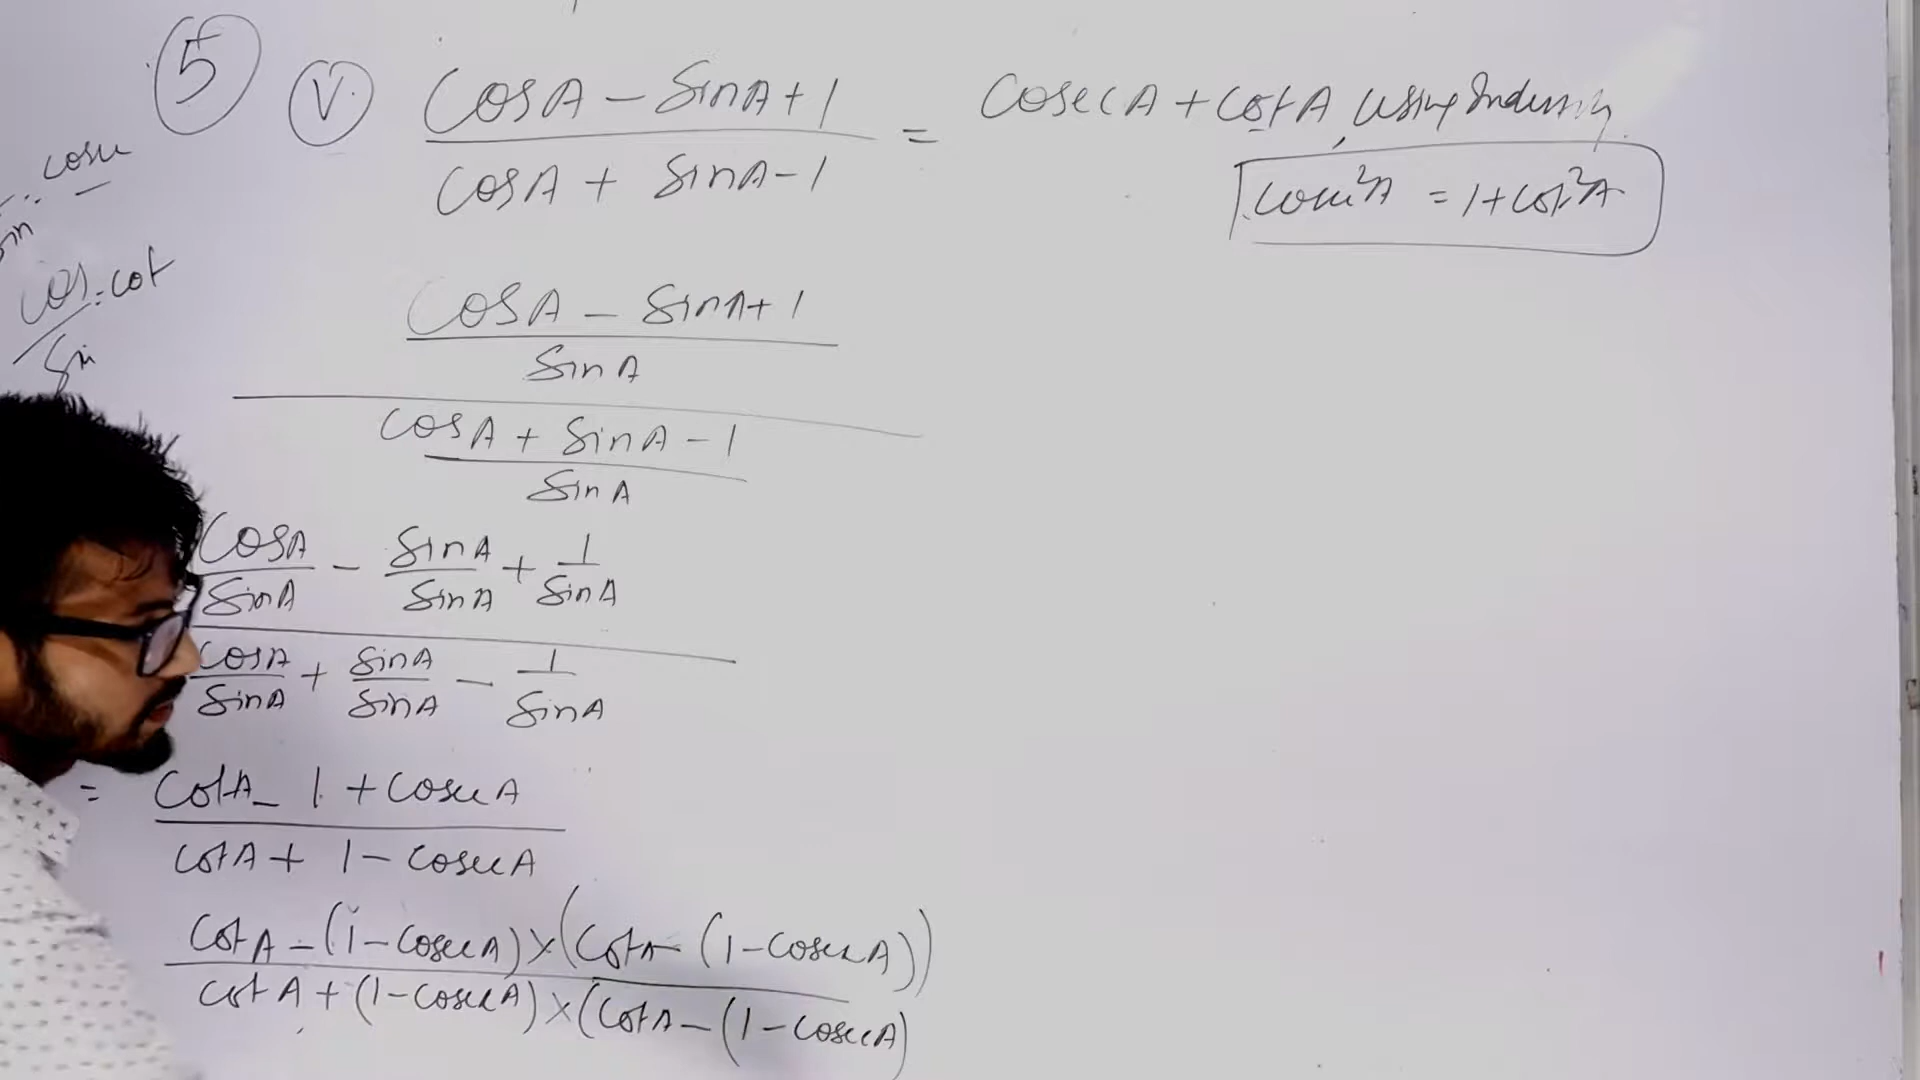 5 V. CosA - SinA + 1 / CosA + SinA - 1 = CosecA + CotA, using
cosec²A = 1 + cot²A
cosec
sin
cos/sin = cot
CosA - SinA + 1 / SinA
CosA + SinA - 1 / SinA
CosA/SinA - SinA/SinA + 1/SinA
CosA/SinA + SinA/SinA - 1/SinA
= CotA - 1 + CosecA
CotA + 1 - CosecA
CotA - (1 - CosecA) × (CotA - (1 - CosecA))
CotA + (1 - CosecA) × (CotA - (1 - CosecA)